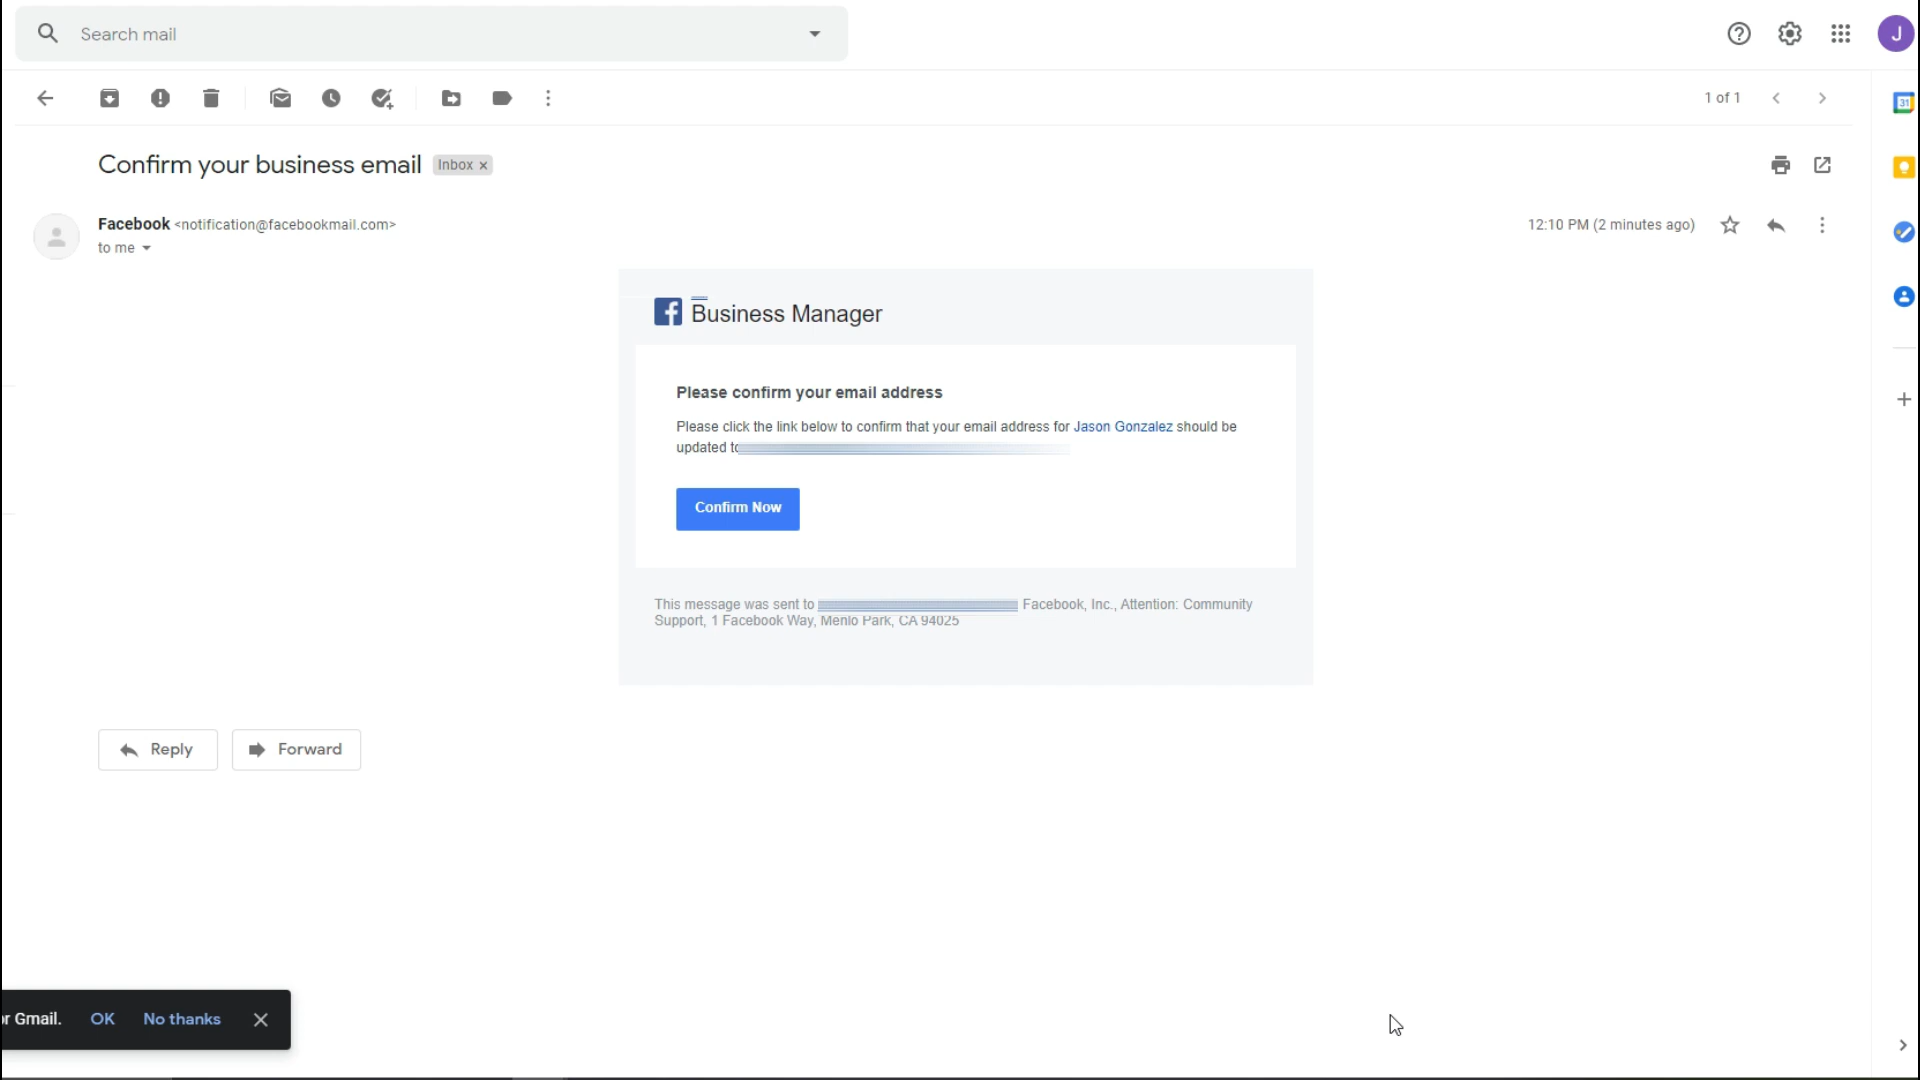 Search mail
J
1 of 1
31
Confirm your business email Inbox ×
Facebook <notification@facebookmail.com>
12:10 PM (2 minutes ago)
to me
f Business Manager
Please confirm your email address
Please click the link below to confirm that your email address for Jason Gonzalez should be
updated to
Confirm Now
This message was sent to Facebook, Inc., Attention: Community
Support, 1 Facebook Way, Menlo Park, CA 94025
Reply Forward
or Gmail. OK No thanks